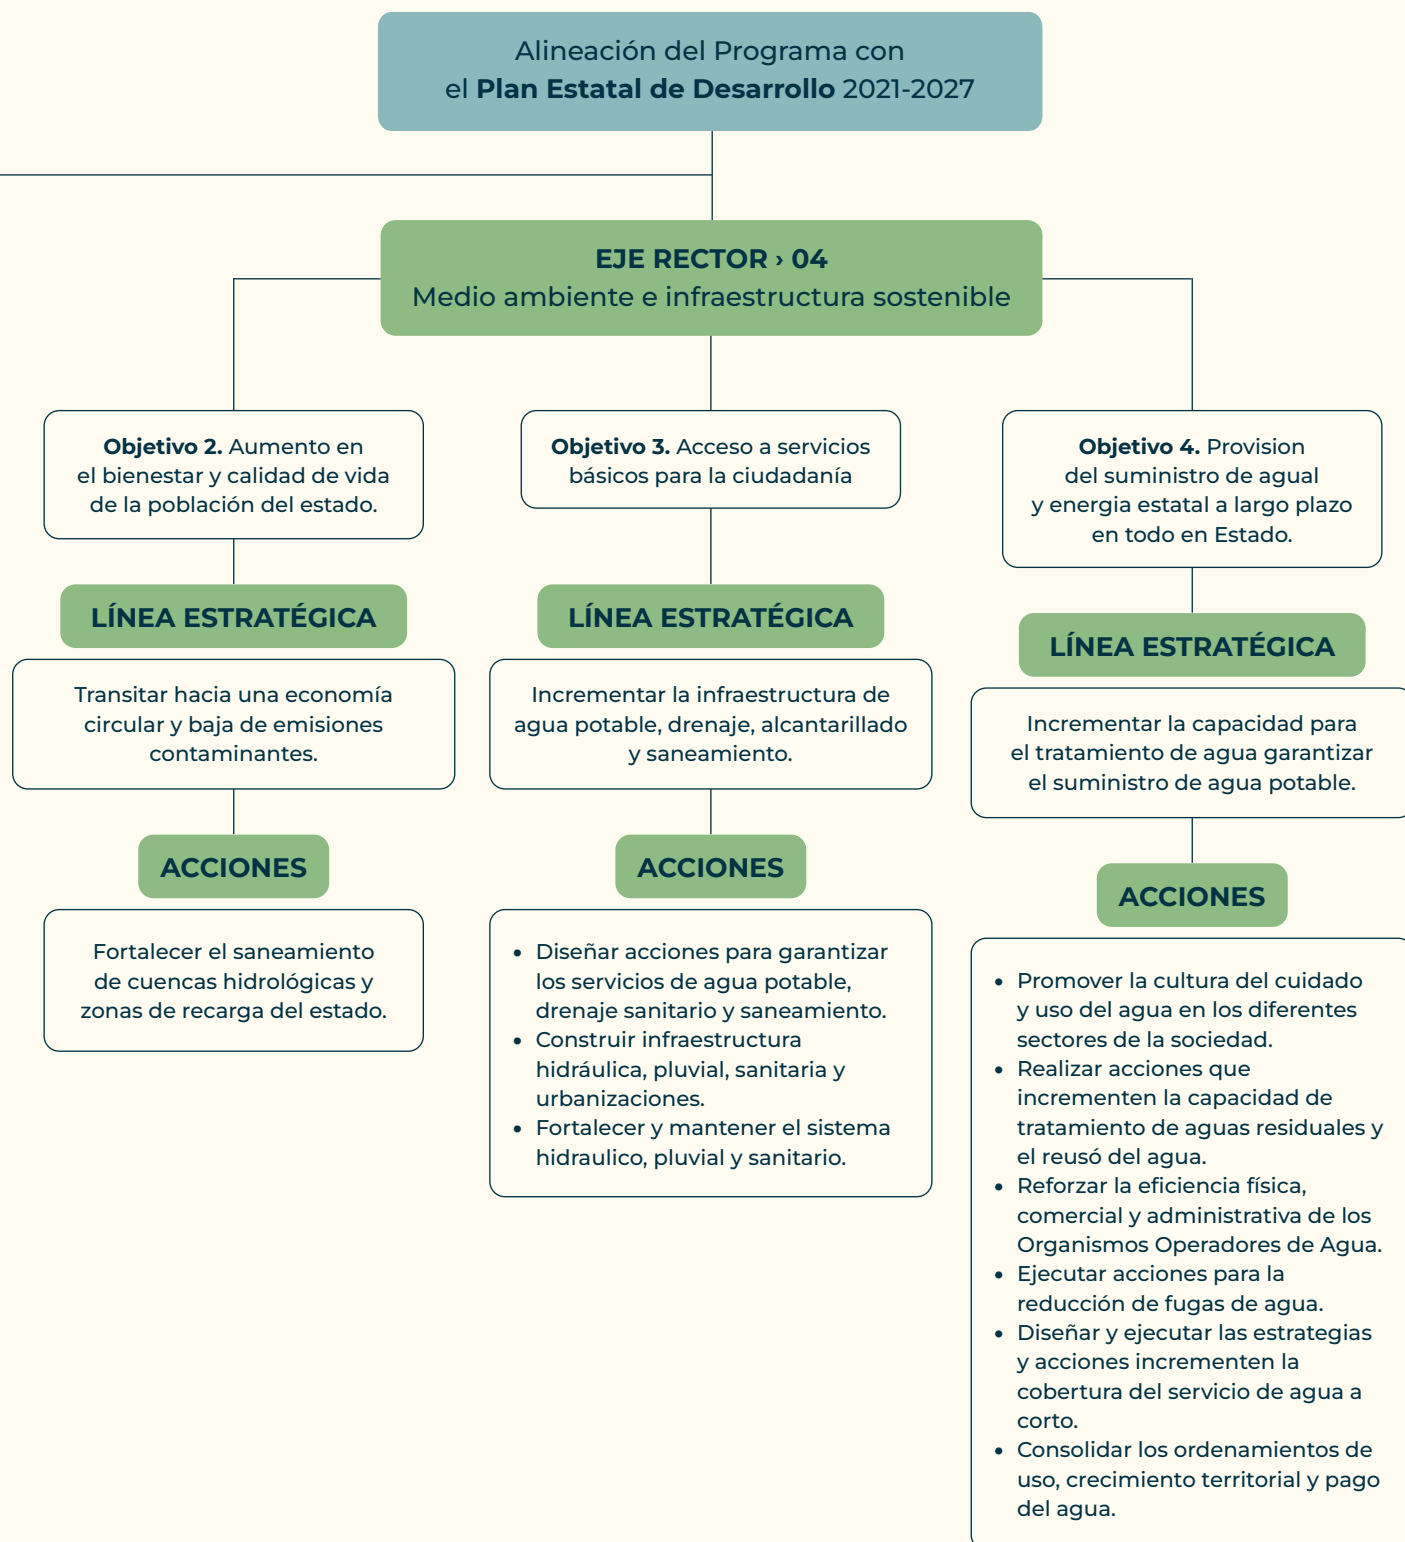 Alineación del Programa con
el Plan Estatal de Desarrollo 2021-2027
EJE RECTOR › 04
Medio ambiente e infraestructura sostenible
Objetivo 2. Aumento en
el bienestar y calidad de vida
de la población del estado.
LÍNEA ESTRATÉGICA
Transitar hacia una economía
circular y baja de emisiones
contaminantes.
ACCIONES
Fortalecer el saneamiento
de cuencas hidrológicas y
zonas de recarga del estado.
Objetivo 3. Acceso a servicios
básicos para la ciudadanía
LÍNEA ESTRATÉGICA
Incrementar la infraestructura de
agua potable, drenaje, alcantarillado
y saneamiento.
ACCIONES
• Diseñar acciones para garantizar
los servicios de agua potable,
drenaje sanitario y saneamiento.
• Construir infraestructura
hidráulica, pluvial, sanitaria y
urbanizaciones.
• Fortalecer y mantener el sistema
hidraulico, pluvial y sanitario.
Objetivo 4. Provision
del suministro de agual
y energia estatal a largo plazo
en todo en Estado.
LÍNEA ESTRATÉGICA
Incrementar la capacidad para
el tratamiento de agua garantizar
el suministro de agua potable.
ACCIONES
• Promover la cultura del cuidado
y uso del agua en los diferentes
sectores de la sociedad.
• Realizar acciones que
incrementen la capacidad de
tratamiento de aguas residuales y
el reusó del agua.
• Reforzar la eficiencia física,
comercial y administrativa de los
Organismos Operadores de Agua.
• Ejecutar acciones para la
reducción de fugas de agua.
• Diseñar y ejecutar las estrategias
y acciones incrementen la
cobertura del servicio de agua a
corto.
• Consolidar los ordenamientos de
uso, crecimiento territorial y pago
del agua.